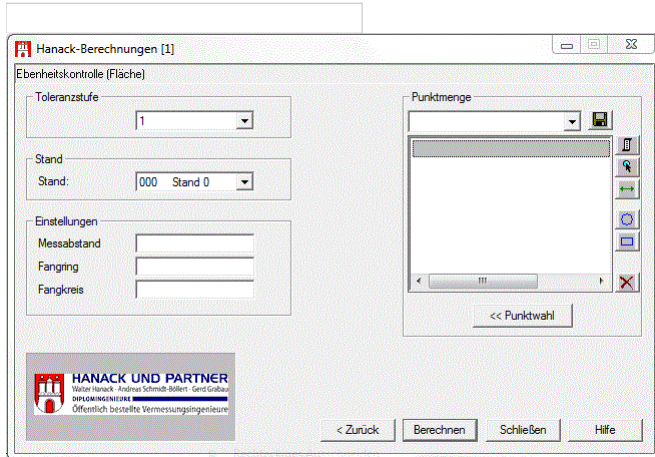 Hanack-Berechnungen [1]
Ebenheitskontrolle (Fläche)
Toleranzstufe
1
Stand
Stand:
000 Stand 0
Einstellungen
Messabstand
Fangring
Fangkreis
Punktmenge
<< Punktwahl
HANACK UND PARTNER
Walter Hanack · Andreas Schmidt-Böllert · Gerd Grabau
DIPLOMINGENIEURE
Öffentlich bestellte Vermessungsingenieure
< Zurück
Berechnen
Schließen
Hilfe